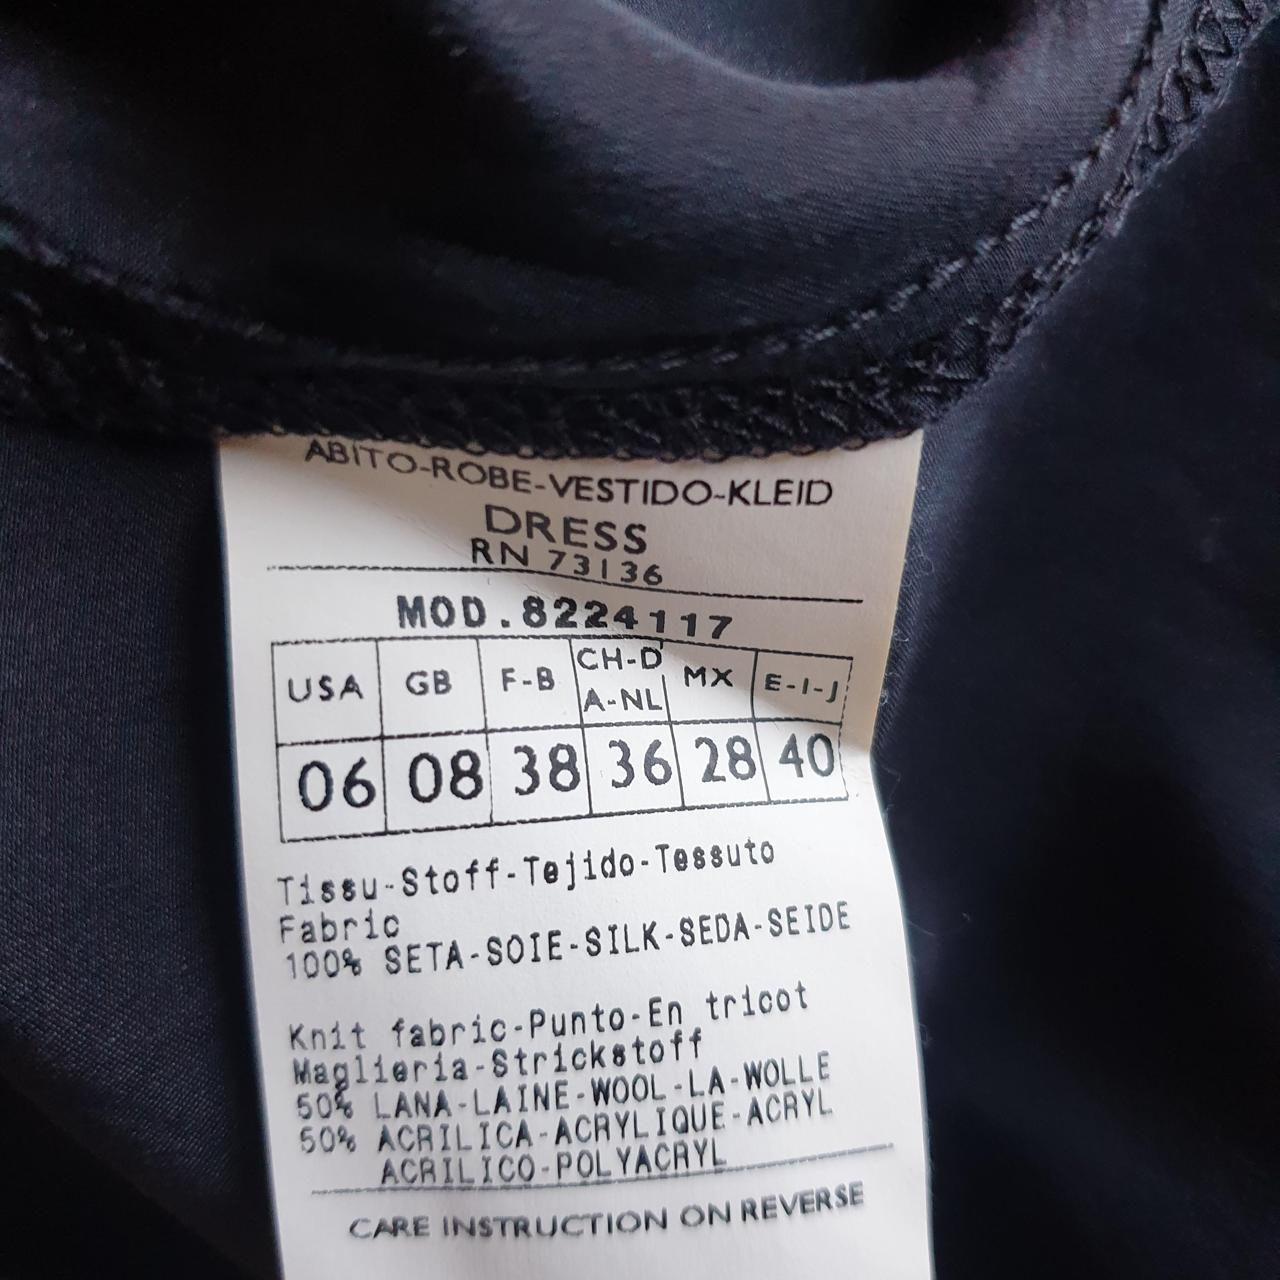 ABITO-ROBE-VESTIDO-KLEID
DRESS
RN 73136
MOD.8224117
USA GB F-B CH-D A-NL MX E-I-J
06 08 38 36 28 40
Tissu-Stoff-Tejido-Tessuto
Fabric
100% SETA-SOIE-SILK-SEDA-SEIDE
Knit fabric-Punto-En tricot
Maglieria-Strickstoff
50% LANA-LAINE-WOOL-LA-WOLLE
50% ACRILICA-ACRYLIQUE-ACRYL
ACRILICO-POLYACRYL
CARE INSTRUCTION ON REVERSE